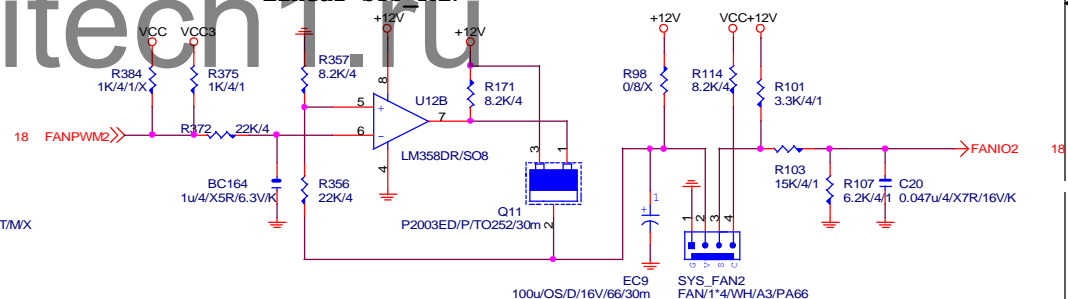 Linear
itech1.ru
+12V
+12V
+12V
VCC+12V
VCC
VCC3
R384
1K/4/1/X
R375
1K/4/1
R357
8.2K/4
8
U12B
R171
8.2K/4
R98
0/8/X
R114
8.2K/4
R101
3.3K/4/1
5
+
7
6
-
4
LM358DR/SO8
18 FANPWM2
R372 22K/4
3
1
FANIO2 18
BC164
1u/4/X5R/6.3V/K
R356
22K/4
Q11
P2003ED/P/TO252/30m
2
+
1
R103
15K/4/1
R107
6.2K/4/1
C20
0.047u/4/X7R/16V/K
T/M/X
1
2
3
4
G
V
S
C
EC9
100u/OS/D/16V/66/30m
SYS_FAN2
FAN/1*4/WH/A3/PA66